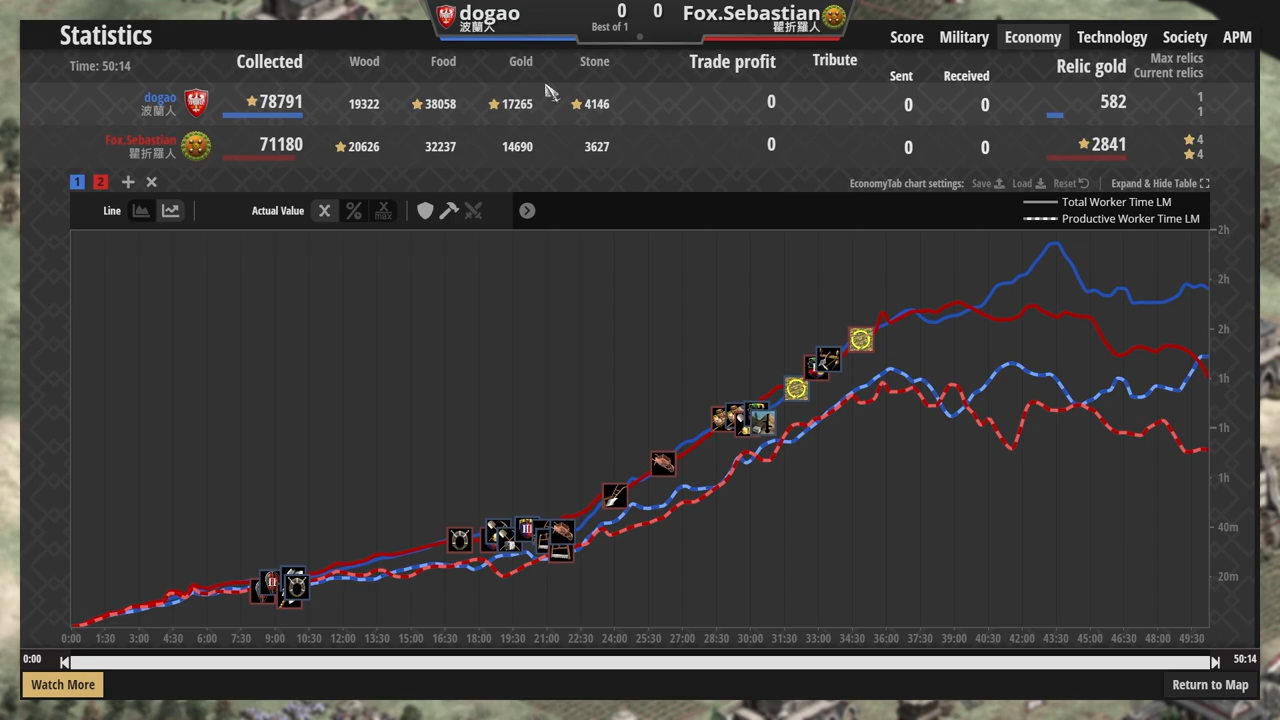 dogao 0 0 Fox.Sebastian
波蘭人 Best of 1 瞿折羅人
Statistics
Score Military Economy Technology Society APM
Time: 50:14
Collected Wood Food Gold Stone Trade profit Tribute Sent Received Relic gold Max relics
Current relics
dogao 78791 19322 38058 17265 4146 0 0 0 582 1
波蘭人 1
Fox.Sebastian 71180 20626 32237 14690 3627 0 0 0 2841 4
瞿折羅人 4
1 2 + × EconomyTab chart settings: Save Load Reset Expand & Hide Table
Line Actual Value X % X/max
Total Worker Time LM
Productive Worker Time LM
2h
2h
2h
1h
1h
1h
40m
20m
0:00 1:30 3:00 4:30 6:00 7:30 9:00 10:30 12:00 13:30 15:00 16:30 18:00 19:30 21:00 22:30 24:00 25:30 27:00 28:30 30:00 31:30 33:00 34:30 36:00 37:30 39:00 40:30 42:00 43:30 45:00 46:30 48:00 49:30
0:00 50:14
Watch More Return to Map